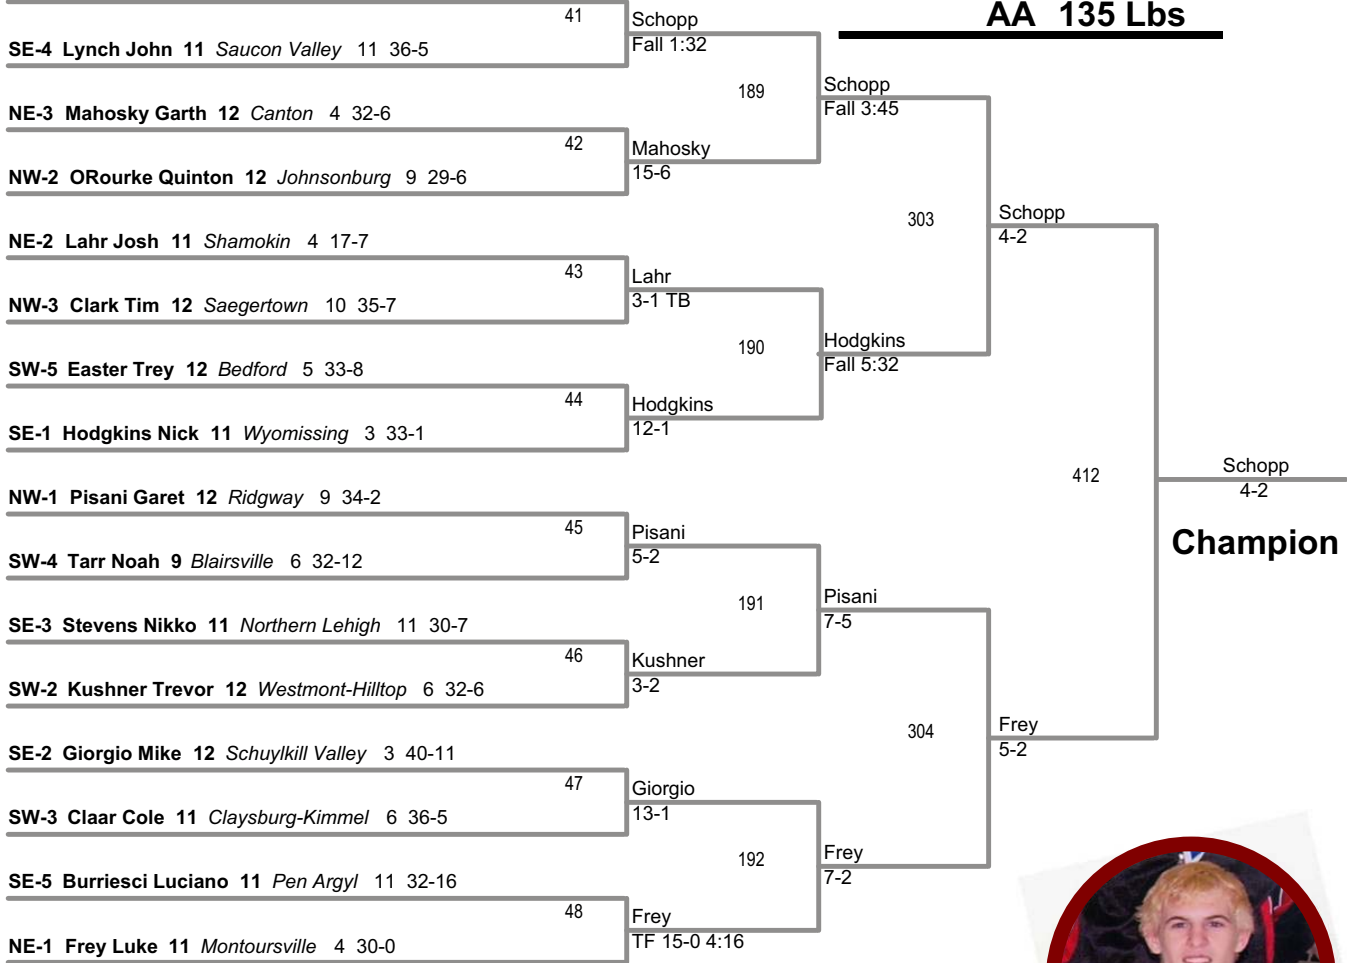 AA 135 Lbs
41
Schopp
Fall 1:32
SE-4 Lynch John 11 Saucon Valley 11 36-5
189
Schopp
Fall 3:45
NE-3 Mahosky Garth 12 Canton 4 32-6
42
Mahosky
15-6
NW-2 ORourke Quinton 12 Johnsonburg 9 29-6
303
Schopp
4-2
NE-2 Lahr Josh 11 Shamokin 4 17-7
43
Lahr
3-1 TB
NW-3 Clark Tim 12 Saegertown 10 35-7
190
Hodgkins
Fall 5:32
SW-5 Easter Trey 12 Bedford 5 33-8
44
Hodgkins
12-1
SE-1 Hodgkins Nick 11 Wyomissing 3 33-1
412
Schopp
4-2
Champion
NW-1 Pisani Garet 12 Ridgway 9 34-2
45
Pisani
5-2
SW-4 Tarr Noah 9 Blairsville 6 32-12
191
Pisani
7-5
SE-3 Stevens Nikko 11 Northern Lehigh 11 30-7
46
Kushner
3-2
SW-2 Kushner Trevor 12 Westmont-Hilltop 6 32-6
304
Frey
5-2
SE-2 Giorgio Mike 12 Schuylkill Valley 3 40-11
47
Giorgio
13-1
SW-3 Claar Cole 11 Claysburg-Kimmel 6 36-5
192
Frey
7-2
SE-5 Burriesci Luciano 11 Pen Argyl 11 32-16
48
Frey
TF 15-0 4:16
NE-1 Frey Luke 11 Montoursville 4 30-0